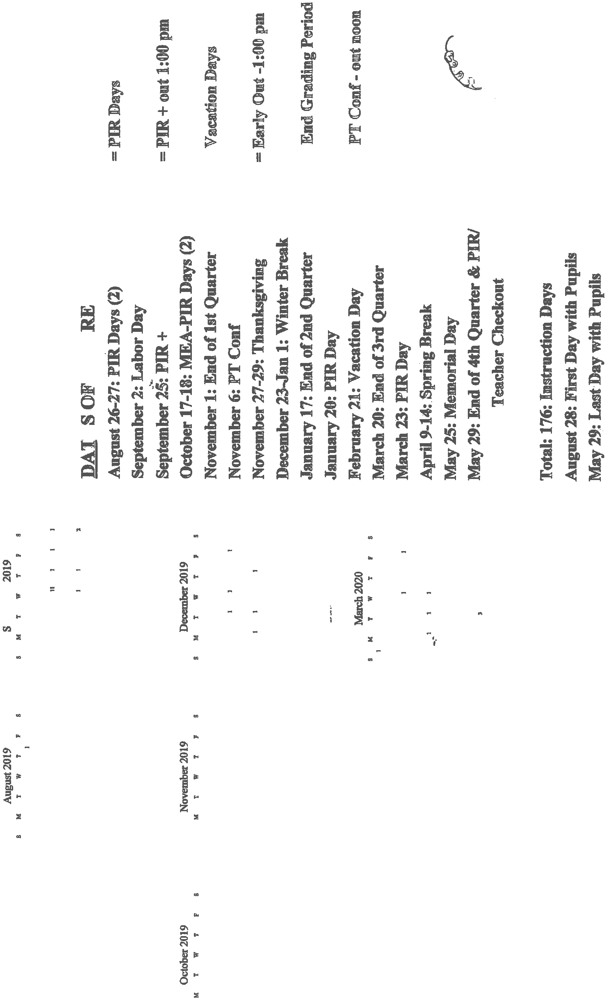 August 2019
S M T W T F S
1
S 2019
S M T W T F S
11 1 1 1
1 1 2
October 2019
M T W T F S
November 2019
M T W T F S
December 2019
S M T W T F S
1 1 1
1 1 1
March 2020
S M T W T F S
1
1 1
1 1 1
3
DAT S OF RE
August 26-27: PIR Days (2)
September 2: Labor Day
September 25: PIR +
October 17-18: MEA-PIR Days (2)
November 1: End of 1st Quarter
November 6: PT Conf
November 27-29: Thanksgiving
December 23-Jan 1: Winter Break
January 17: End of 2nd Quarter
January 20: PIR Day
February 21: Vacation Day
March 20: End of 3rd Quarter
March 23: PIR Day
April 9-14: Spring Break
May 25: Memorial Day
May 29: End of 4th Quarter & PIR/
Teacher Checkout
Total: 176: Instruction Days
August 28: First Day with Pupils
May 29: Last Day with Pupils
= PIR Days
= PIR + out 1:00 pm
Vacation Days
= Early Out -1:00 pm
End Grading Period
PT Conf - out noon